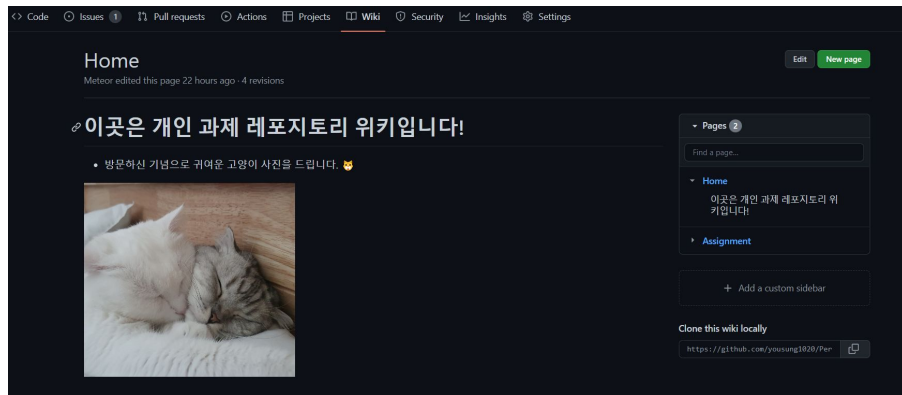 Code Issues 1 Pull requests Actions Projects Wiki Security Insights Settings
Home
Meteor edited this page 22 hours ago · 4 revisions
Edit New page
이곳은 개인 과제 레포지토리 위키입니다!
방문하신 기념으로 귀여운 고양이 사진을 드립니다. 🐱
Pages 2
Find a page...
Home
이곳은 개인 과제 레포지토리 위
키입니다!
Assignment
Add a custom sidebar
Clone this wiki locally
https://github.com/yousung1020/Per